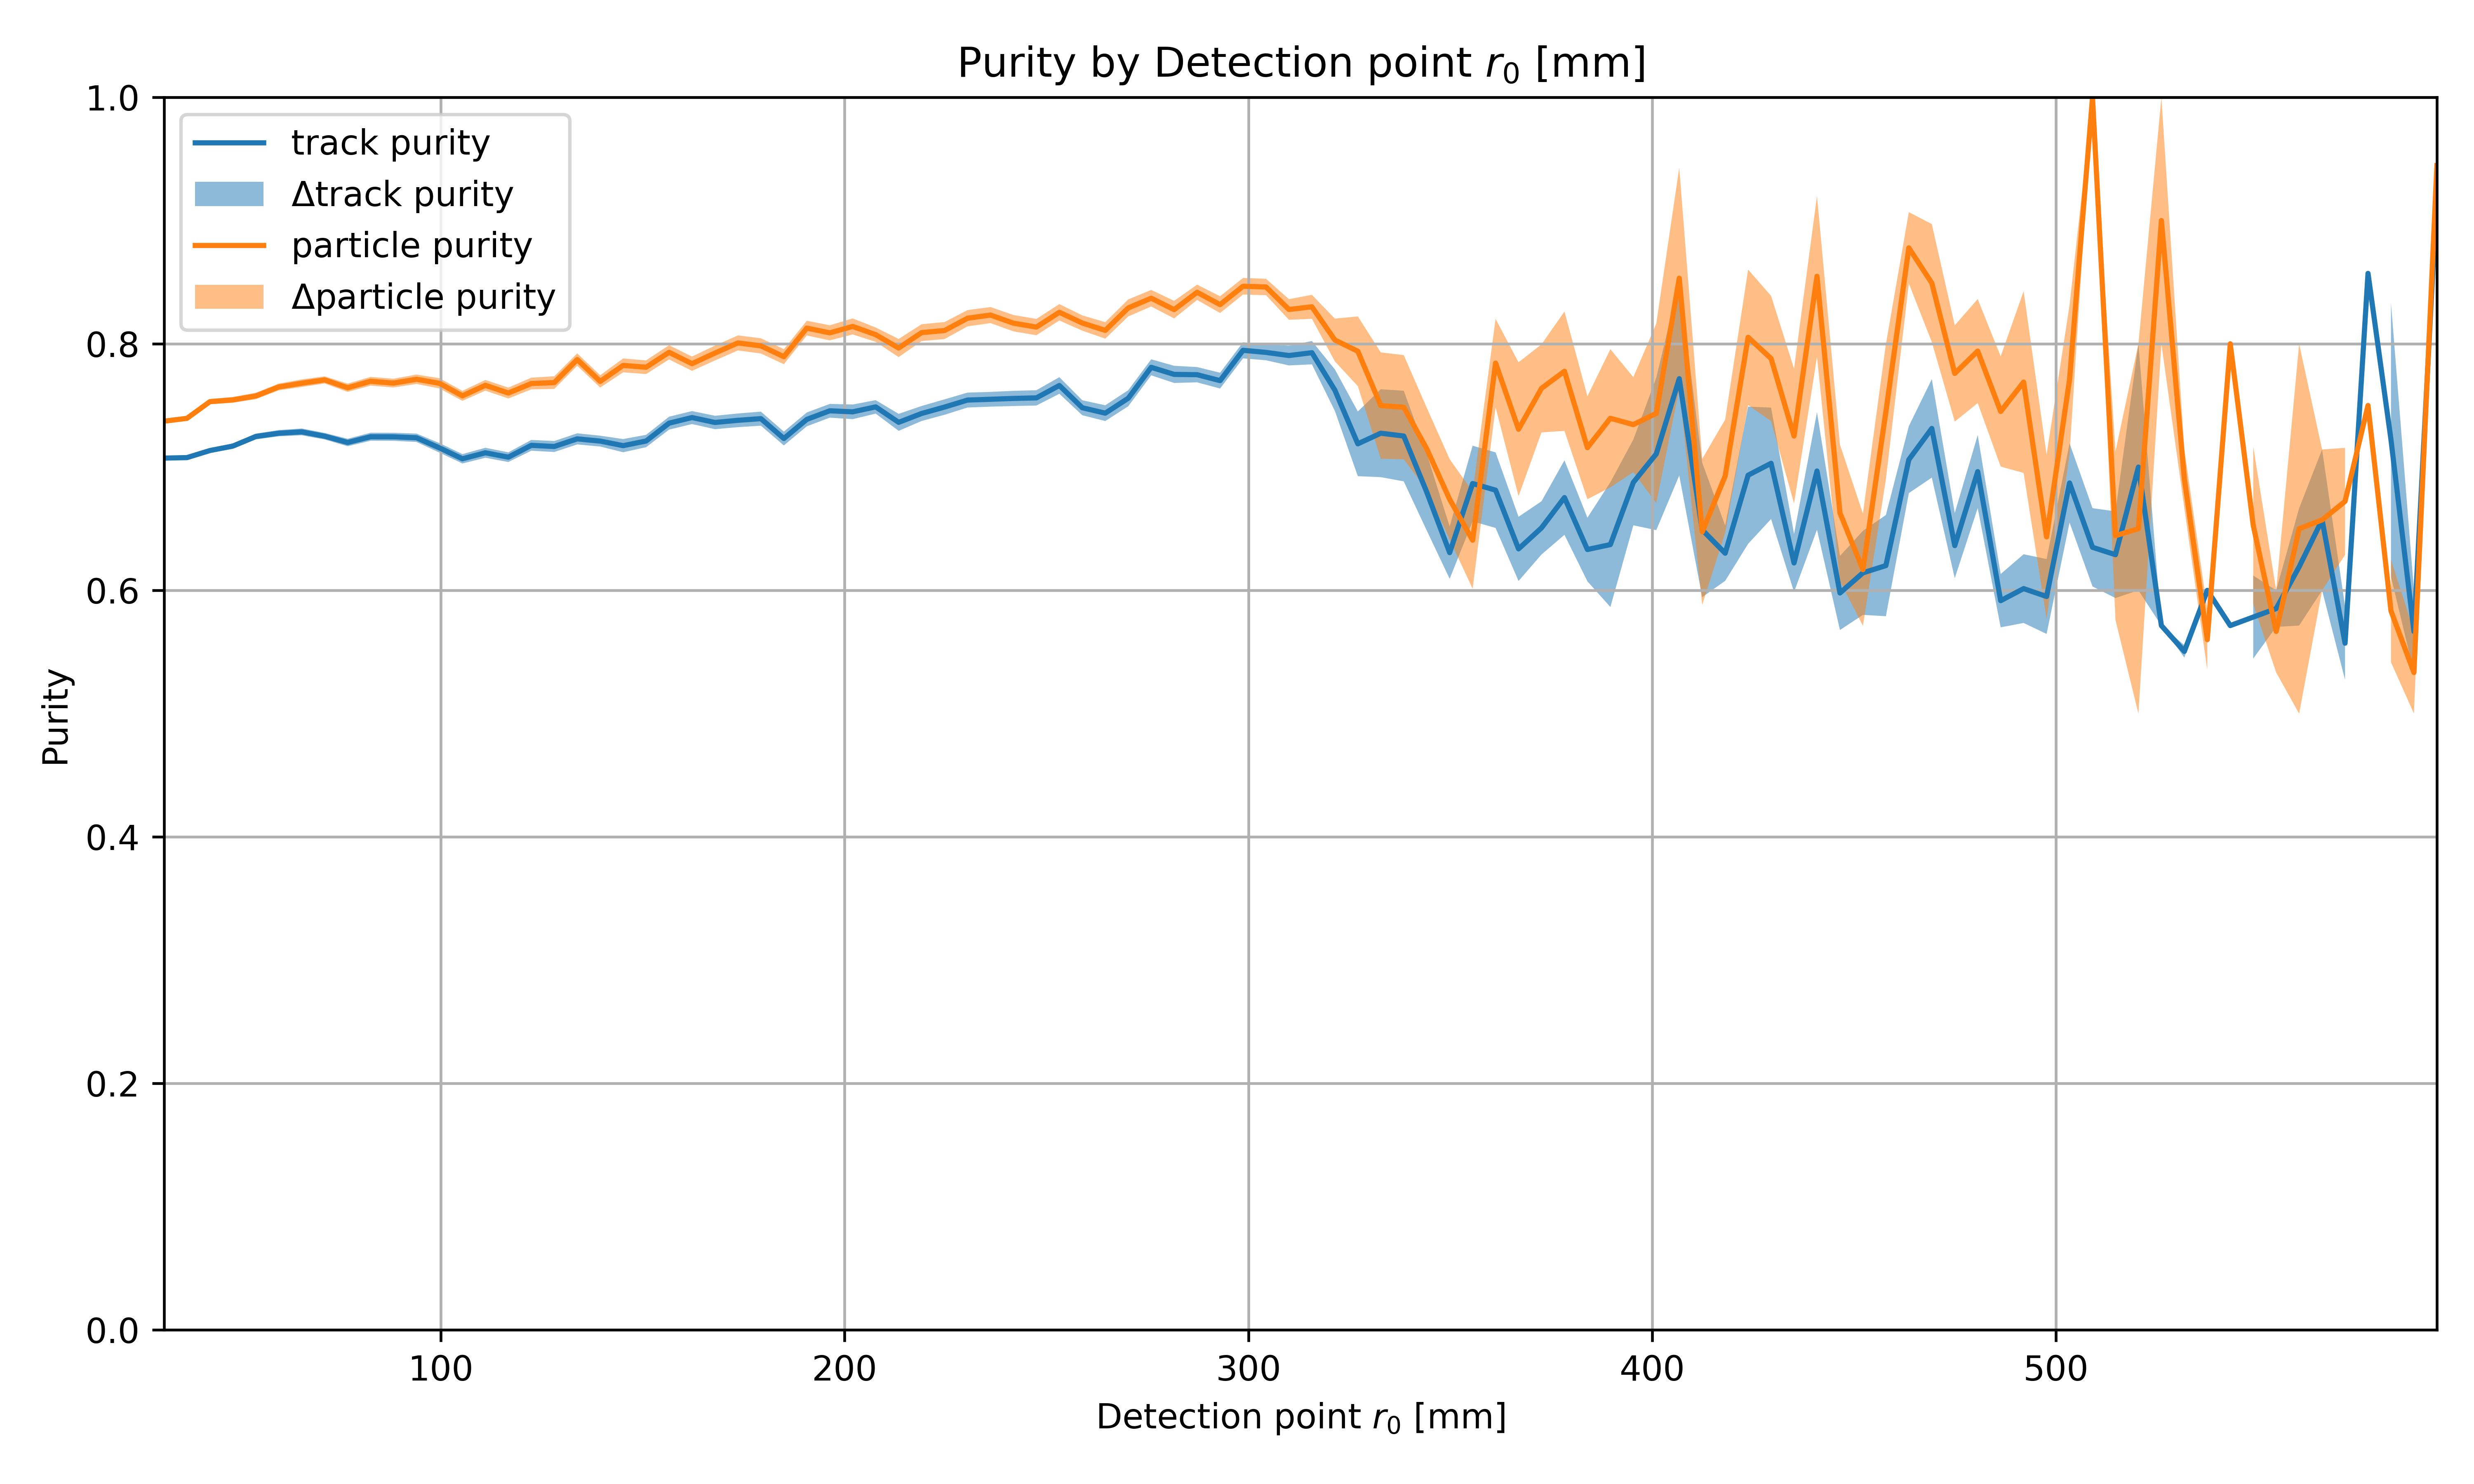 Purity by Detection point r₀ [mm]
1.0
0.8
0.6
0.4
0.2
0.0
track purity
Δtrack purity
particle purity
Δparticle purity
Purity
100 200 300 400 500
Detection point r₀ [mm]